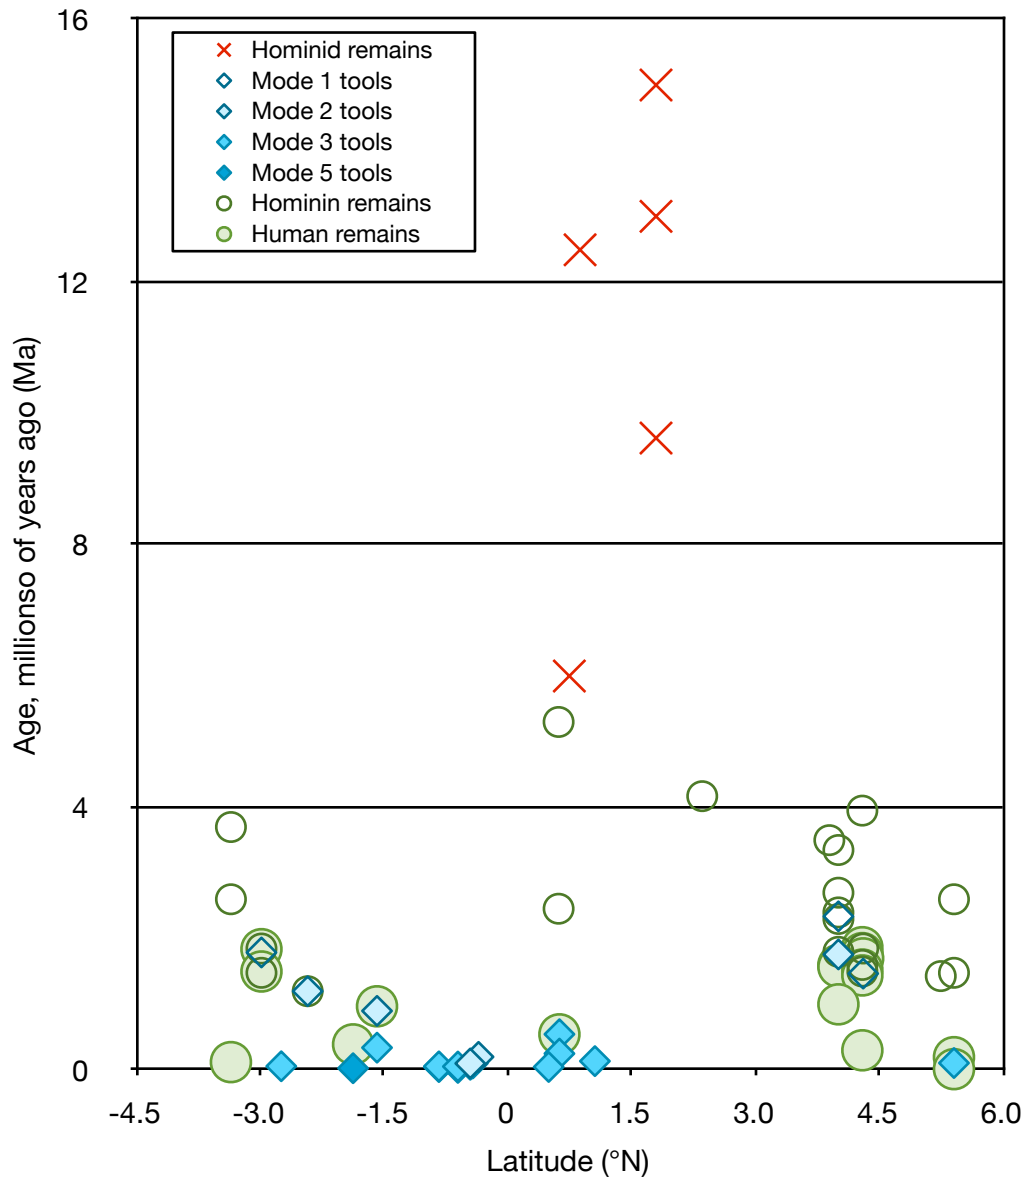 16
Hominid remains
Mode 1 tools
Mode 2 tools
Mode 3 tools
Mode 5 tools
Hominin remains
Human remains
12
8
4
0
Age, millionso of years ago (Ma)
-4.5 -3.0 -1.5 0 1.5 3.0 4.5 6.0
Latitude (°N)